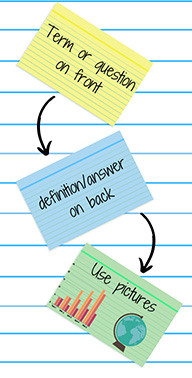 Term or question
on front
definition/answer
on back
Use pictures